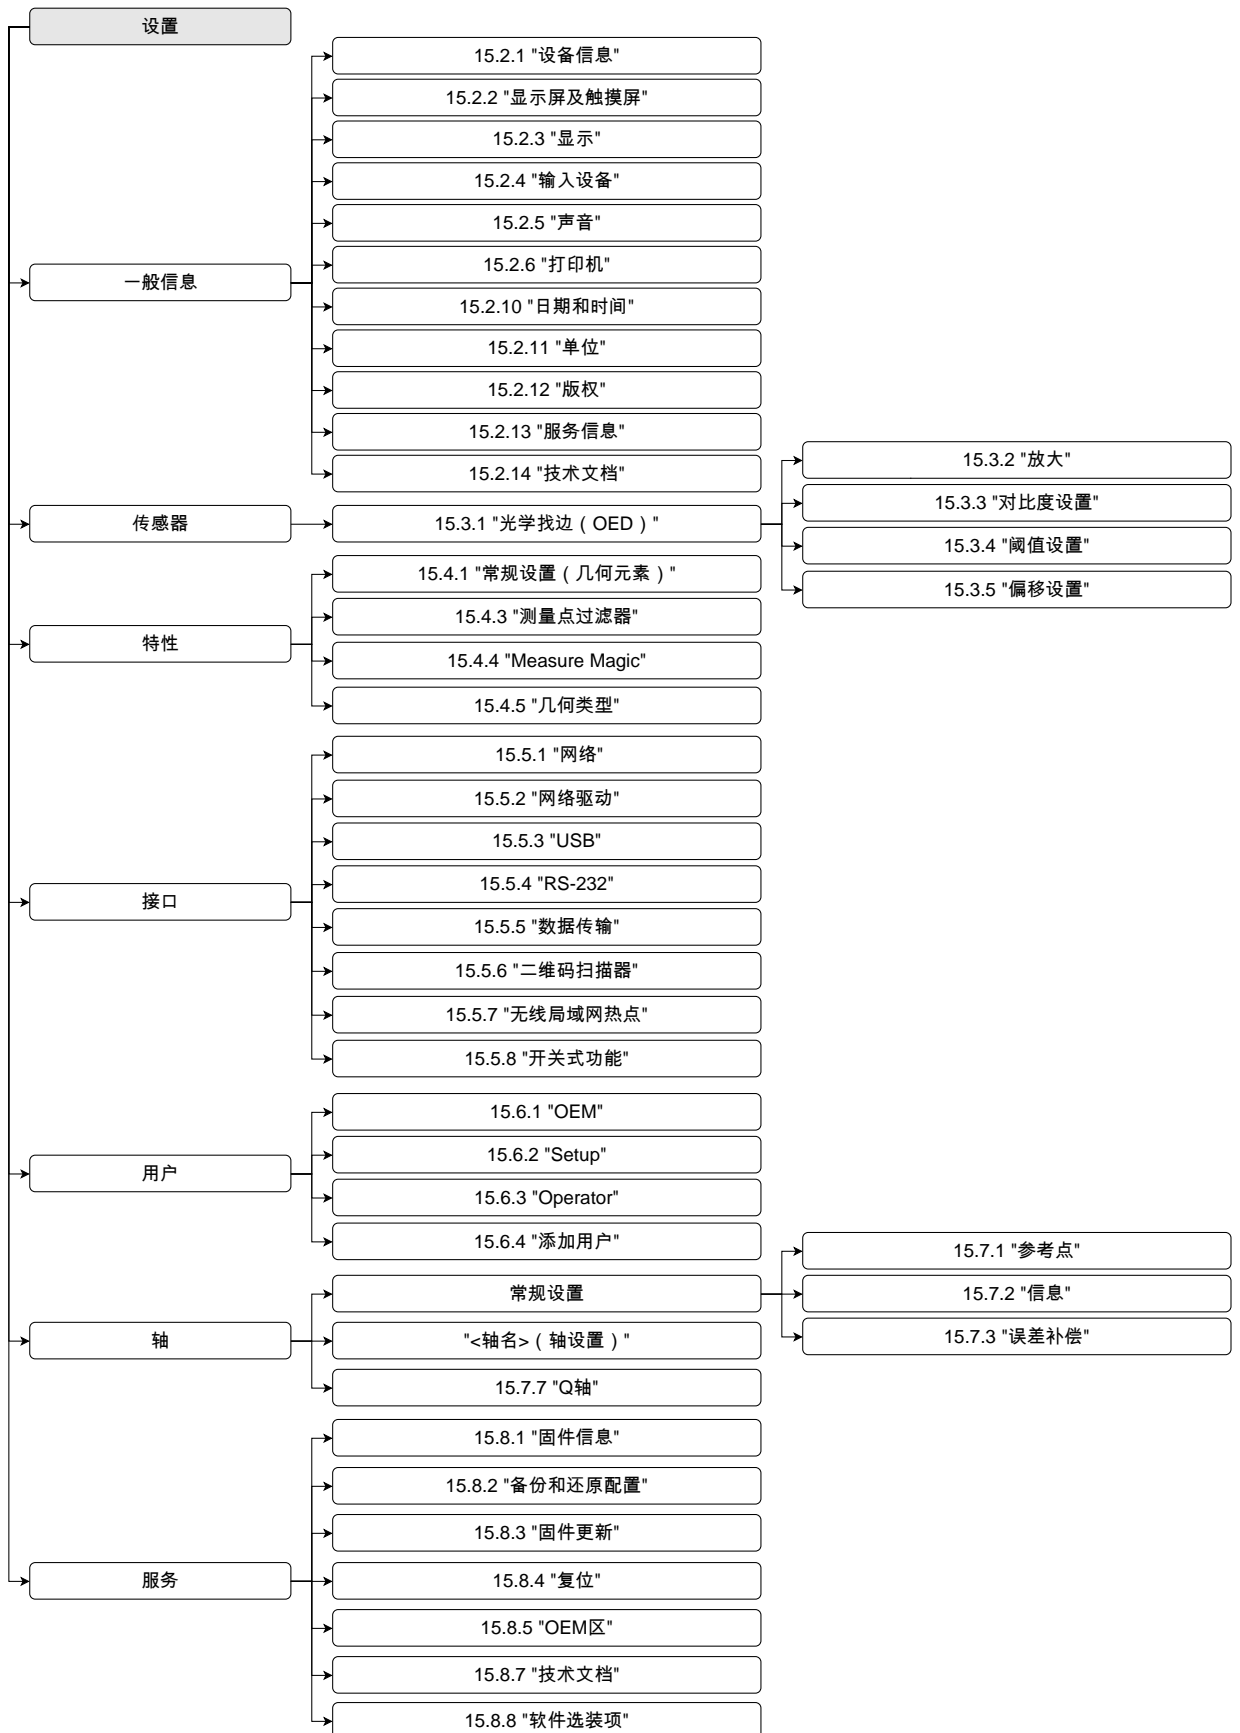 设置
15.2.1 "设备信息"
15.2.2 "显示屏及触摸屏"
15.2.3 "显示"
15.2.4 "输入设备"
15.2.5 "声音"
15.2.6 "打印机"
一般信息
15.2.10 "日期和时间"
15.2.11 "单位"
15.2.12 "版权"
15.2.13 "服务信息"
15.2.14 "技术文档"
传感器
15.3.1 "光学找边（OED）"
15.3.2 "放大"
15.3.3 "对比度设置"
15.3.4 "阈值设置"
15.3.5 "偏移设置"
15.4.1 "常规设置（几何元素）"
15.4.3 "测量点过滤器"
特性
15.4.4 "Measure Magic"
15.4.5 "几何类型"
15.5.1 "网络"
15.5.2 "网络驱动"
15.5.3 "USB"
15.5.4 "RS-232"
接口
15.5.5 "数据传输"
15.5.6 "二维码扫描器"
15.5.7 "无线局域网热点"
15.5.8 "开关式功能"
15.6.1 "OEM"
15.6.2 "Setup"
用户
15.6.3 "Operator"
15.6.4 "添加用户"
常规设置
15.7.1 "参考点"
15.7.2 "信息"
15.7.3 "误差补偿"
轴
"<轴名>（轴设置）"
15.7.7 "Q轴"
15.8.1 "固件信息"
15.8.2 "备份和还原配置"
15.8.3 "固件更新"
服务
15.8.4 "复位"
15.8.5 "OEM区"
15.8.7 "技术文档"
15.8.8 "软件选装项"